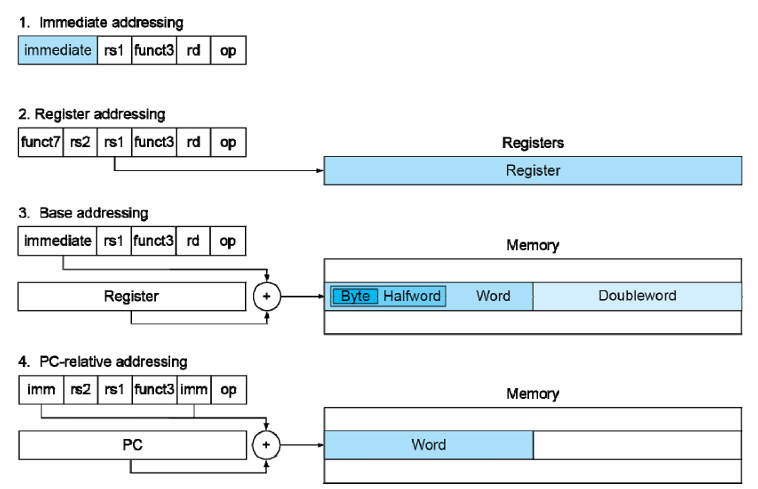 1. Immediate addressing
immediate rs1 funct3 rd op
2. Register addressing
funct7 rs2 rs1 funct3 rd op
Registers
Register
3. Base addressing
immediate rs1 funct3 rd op
Memory
Register + Byte Halfword Word Doubleword
4. PC-relative addressing
imm rs2 rs1 funct3 imm op
Memory
PC + Word